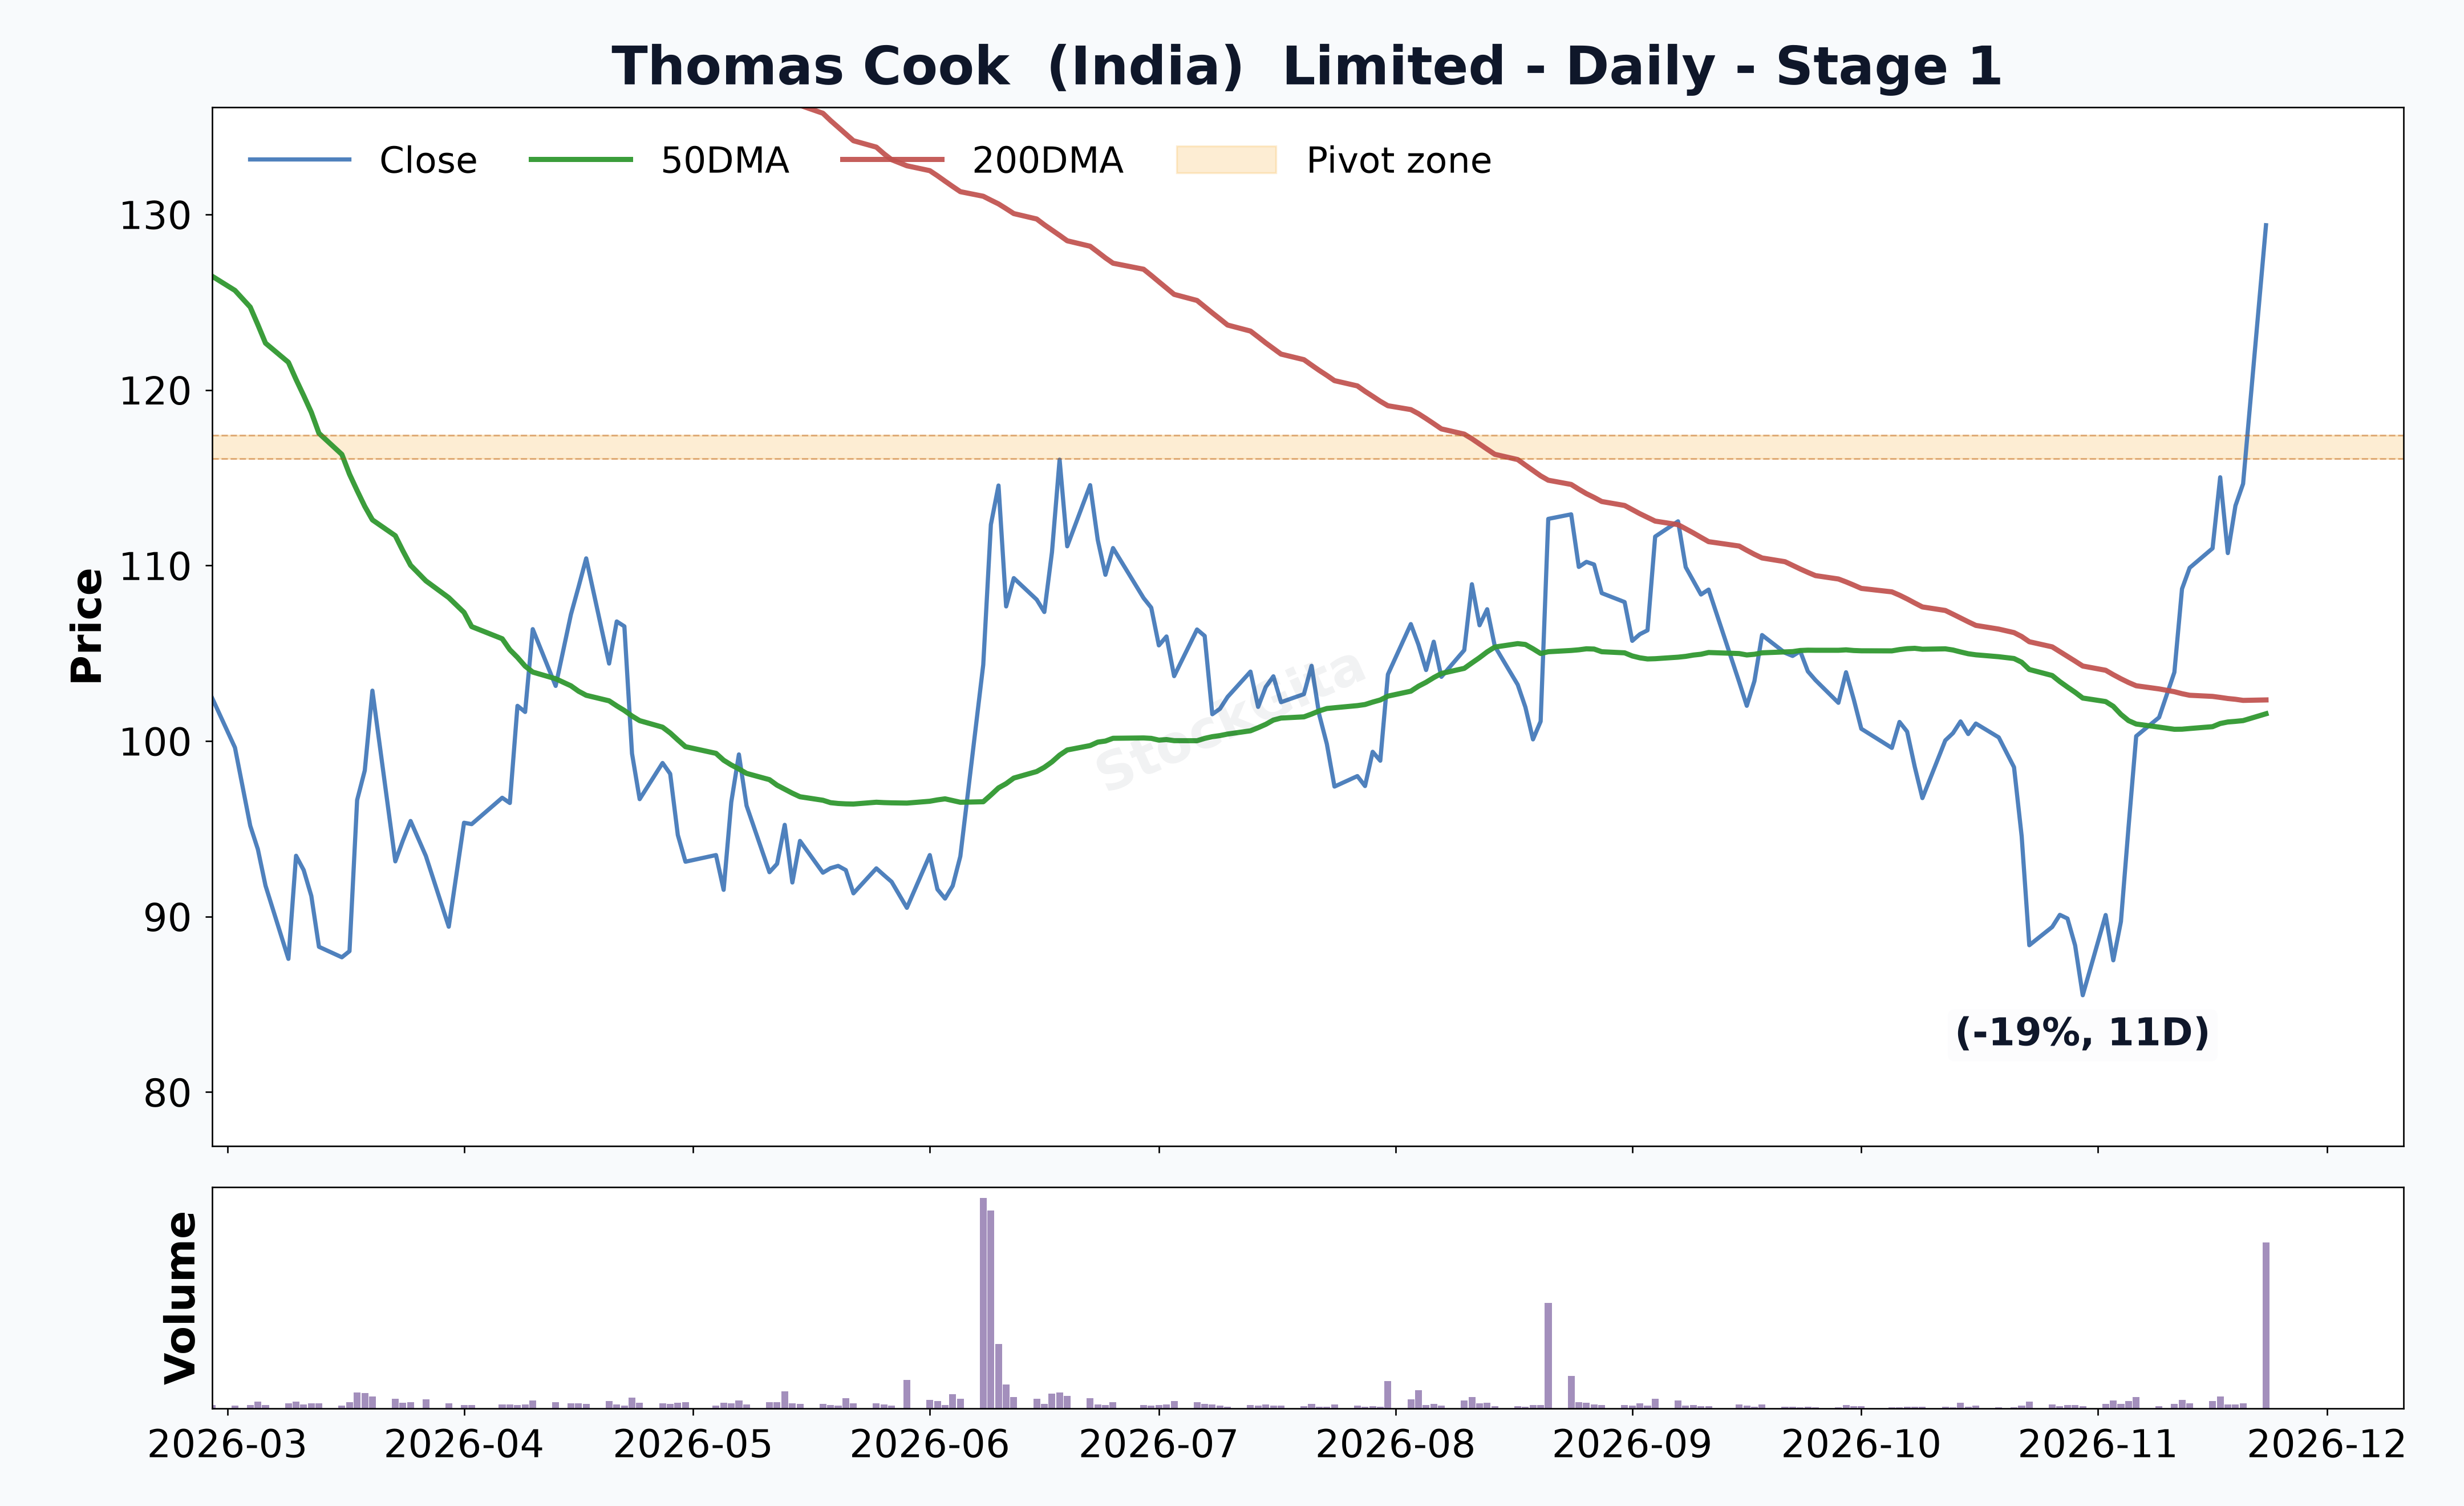 Thomas Cook  (India)  Limited - Daily - Stage 1
Close 50DMA 200DMA Pivot zone
130
120
110
100
90
80
Price
StockGita
(-19%, 11D)
Volume
2026-03 2026-04 2026-05 2026-06 2026-07 2026-08 2026-09 2026-10 2026-11 2026-12